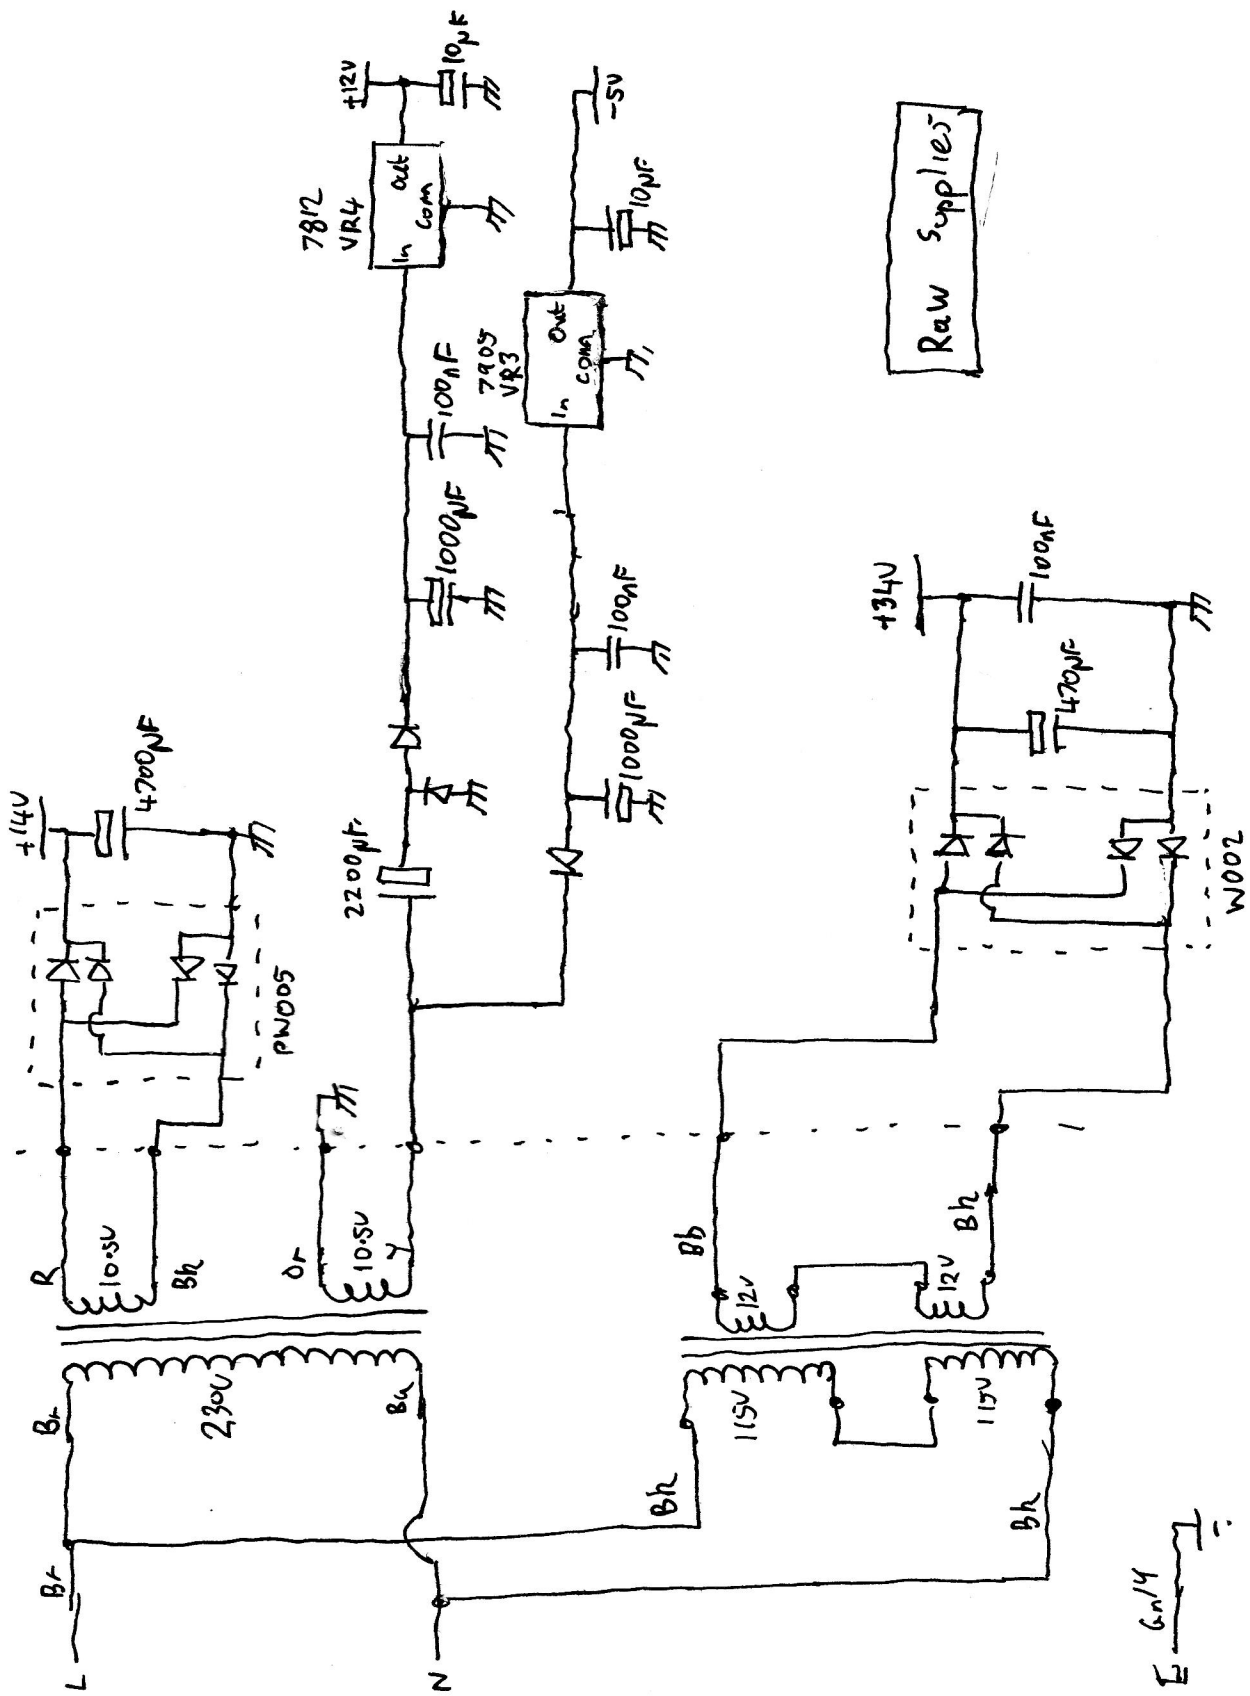 L
Br
Br
230V
Bu
N
R
10.5V
Bk
Or
10.5V
Y
PW005
+14V
4700µF
2200µF
1000µF
100nF
7812
VR4
In
Out
Com
+12V
10µF
1000µF
100nF
7905
VR3
In
Out
Com
10µF
-5V
Bk
115V
115V
Bk
12V
12V
Bk
W002
+34V
470µF
100nF
E
Gn/Y
Raw Supplies